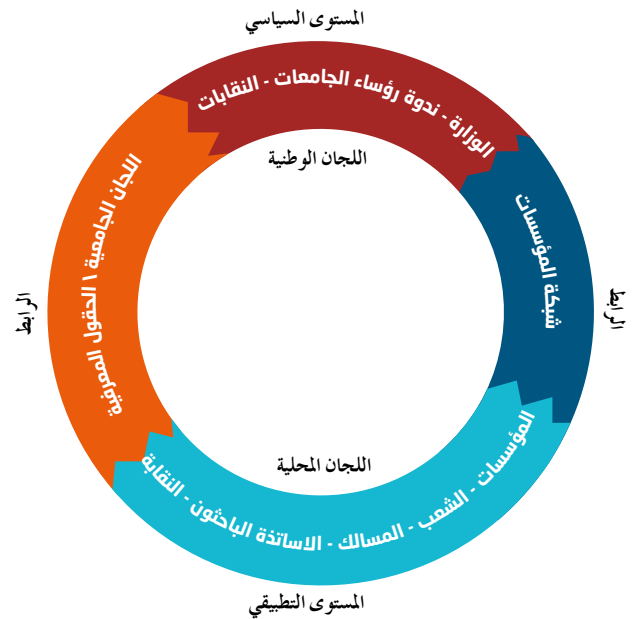 المستوى السياسي
الوزارة - ندوة رؤساء الجامعات - النقابات
اللجان الوطنية
شبكة المؤسسات
الرابط
اللجان الجامعية \ الحقول المعرفية
الرابط
اللجان المحلية
المؤسسات - الشعب - المسالك - الاساتذة الباحثون - النقابة
المستوى التطبيقي